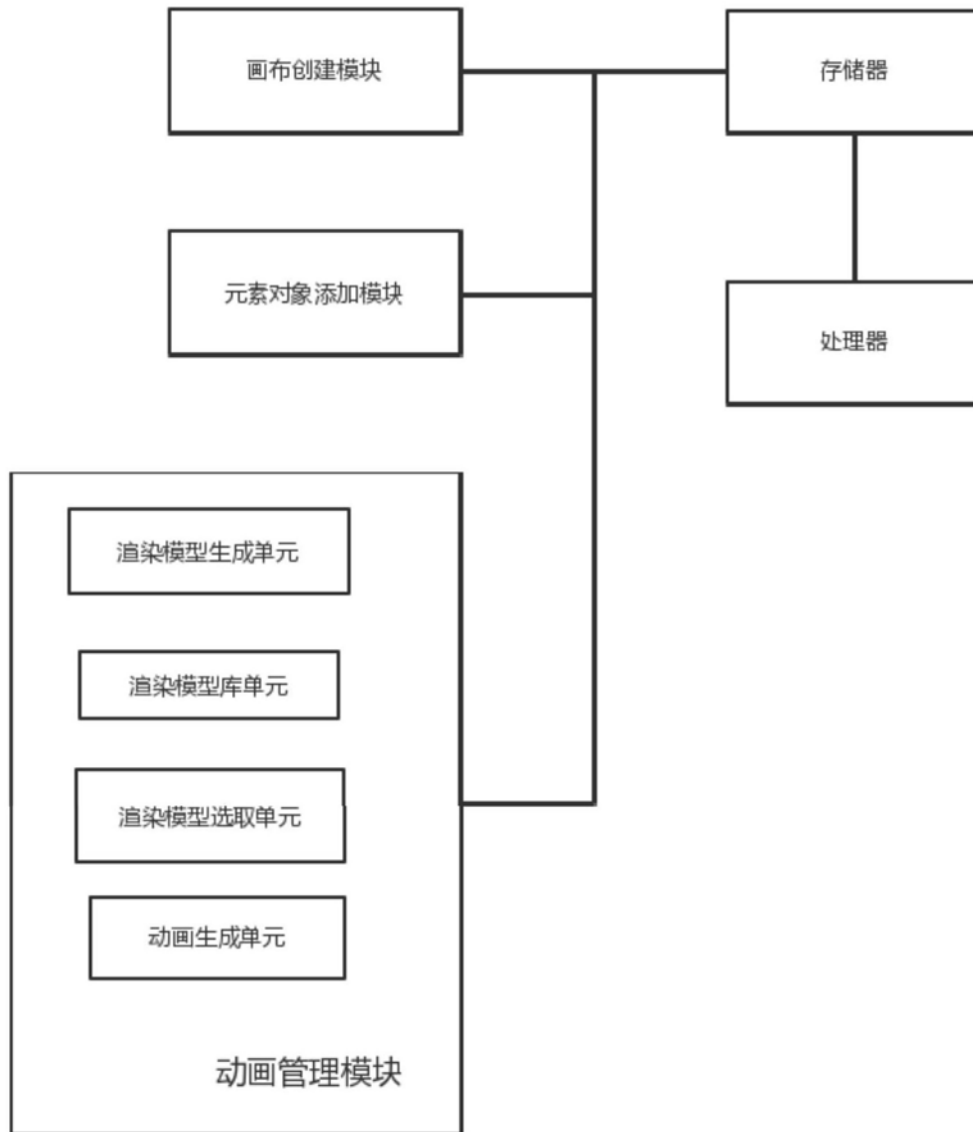 画布创建模块
存储器
元素对象添加模块
处理器
渲染模型生成单元
渲染模型库单元
渲染模型选取单元
动画生成单元
动画管理模块